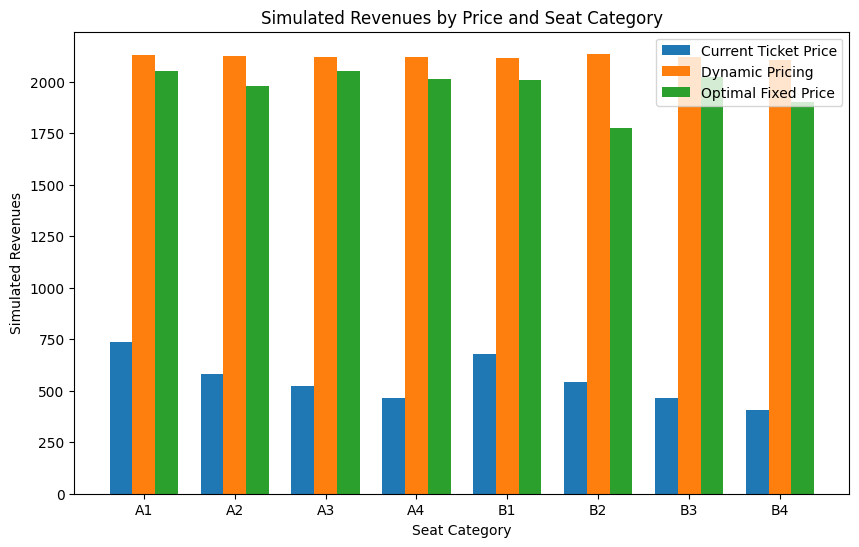 Simulated Revenues by Price and Seat Category
Current Ticket Price
Dynamic Pricing
Optimal Fixed Price
Simulated Revenues
2000
1750
1500
1250
1000
750
500
250
0
A1 A2 A3 A4 B1 B2 B3 B4
Seat Category